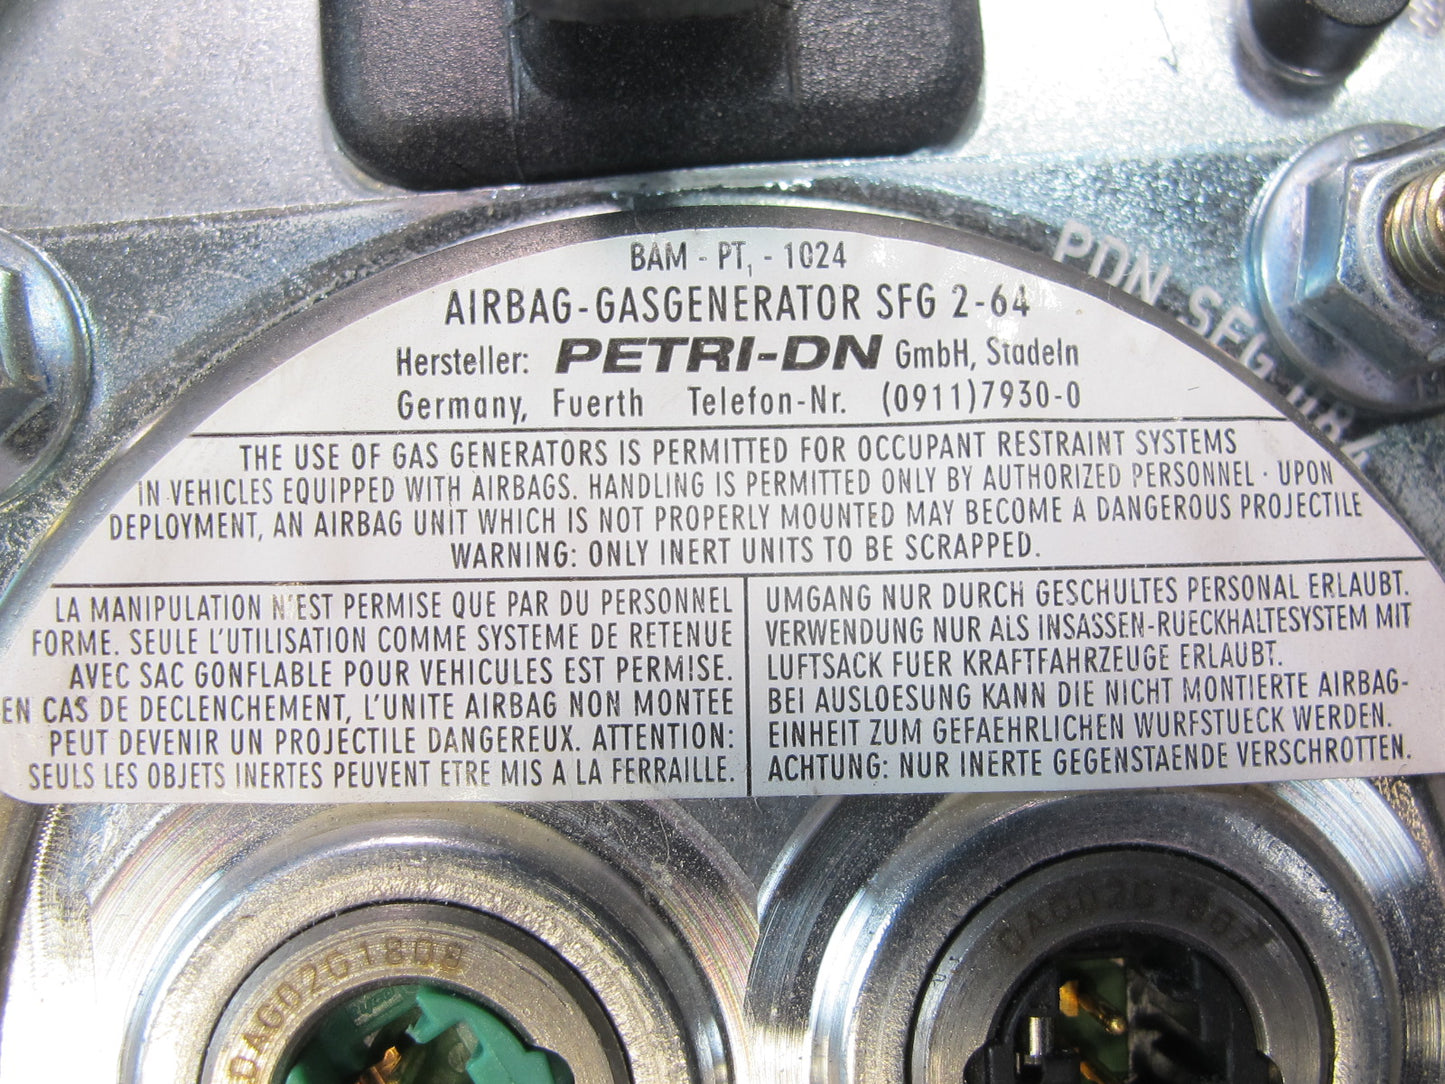 BAM - PT₁ - 1024
AIRBAG-GASGENERATOR SFG 2-64
Hersteller: PETRI-DN GmbH, Stadeln
Germany, Fuerth Telefon-Nr. (0911)7930-0
THE USE OF GAS GENERATORS IS PERMITTED FOR OCCUPANT RESTRAINT SYSTEMS
IN VEHICLES EQUIPPED WITH AIRBAGS. HANDLING IS PERMITTED ONLY BY AUTHORIZED PERSONNEL · UPON
DEPLOYMENT, AN AIRBAG UNIT WHICH IS NOT PROPERLY MOUNTED MAY BECOME A DANGEROUS PROJECTILE
WARNING: ONLY INERT UNITS TO BE SCRAPPED.
LA MANIPULATION N'EST PERMISE QUE PAR DU PERSONNEL
FORME. SEULE L'UTILISATION COMME SYSTEME DE RETENUE
AVEC SAC GONFLABLE POUR VEHICULES EST PERMISE.
EN CAS DE DECLENCHEMENT, L'UNITE AIRBAG NON MONTEE
PEUT DEVENIR UN PROJECTILE DANGEREUX. ATTENTION:
SEULS LES OBJETS INERTES PEUVENT ETRE MIS A LA FERRAILLE.
UMGANG NUR DURCH GESCHULTES PERSONAL ERLAUBT.
VERWENDUNG NUR ALS INSASSEN-RUECKHALTESYSTEM MIT
LUFTSACK FUER KRAFTFAHRZEUGE ERLAUBT.
BEI AUSLOESUNG KANN DIE NICHT MONTIERTE AIRBAG-
EINHEIT ZUM GEFAEHRLICHEN WURFSTUECK WERDEN.
ACHTUNG: NUR INERTE GEGENSTAENDE VERSCHROTTEN.
PDN SFG
0AG02G1808
0AG02G1807